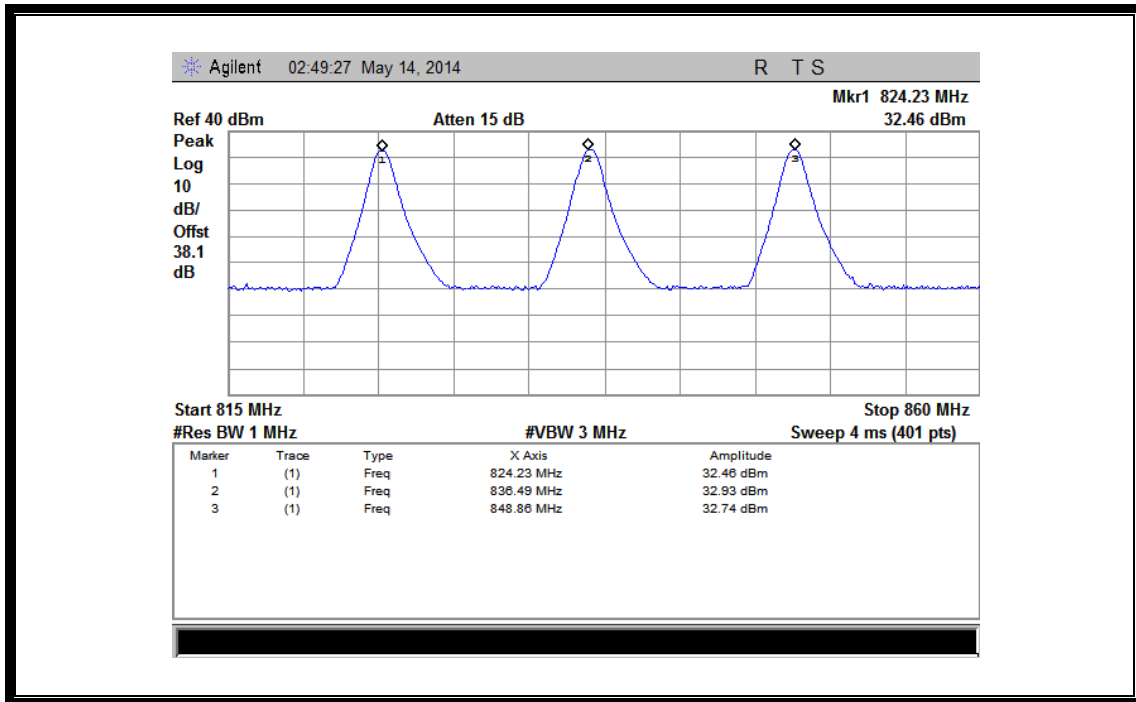 Agilent 02:49:27 May 14, 2014 R T S
Mkr1 824.23 MHz
Ref 40 dBm Atten 15 dB 32.46 dBm
Peak
Log
10
dB/
Offst
38.1
dB
1 2 3
Start 815 MHz Stop 860 MHz
#Res BW 1 MHz #VBW 3 MHz Sweep 4 ms (401 pts)
Marker Trace Type X Axis Amplitude
1 (1) Freq 824.23 MHz 32.46 dBm
2 (1) Freq 836.49 MHz 32.93 dBm
3 (1) Freq 848.86 MHz 32.74 dBm